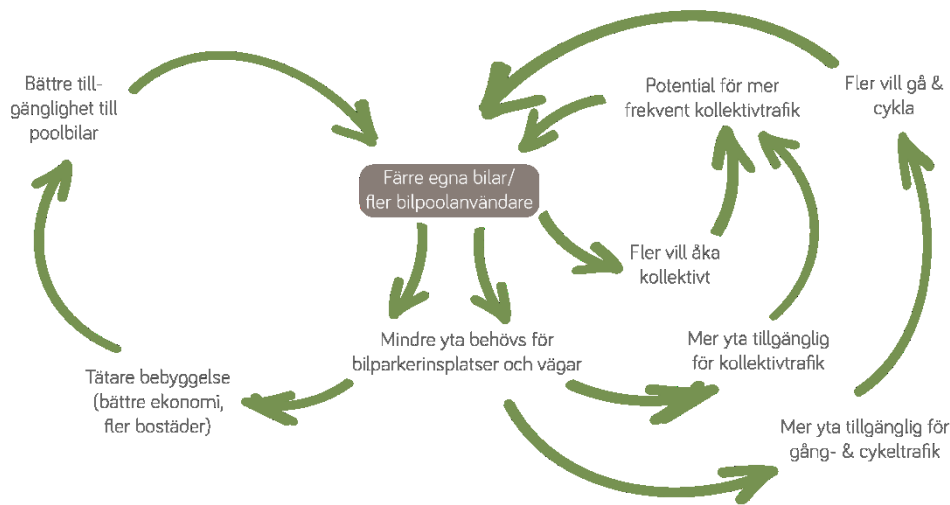 Bättre till-
gänglighet till
poolbilar
Potential för mer
frekvent kollektivtrafik
Fler vill gå &
cykla
Färre egna bilar/
fler bilpoolanvändare
Fler vill åka
kollektivt
Mindre yta behövs för
bilparkerinsplatser och vägar
Mer yta tillgänglig
för kollektivtrafik
Tätare bebyggelse
(bättre ekonomi,
fler bostäder)
Mer yta tillgänglig för
gång- & cykeltrafik